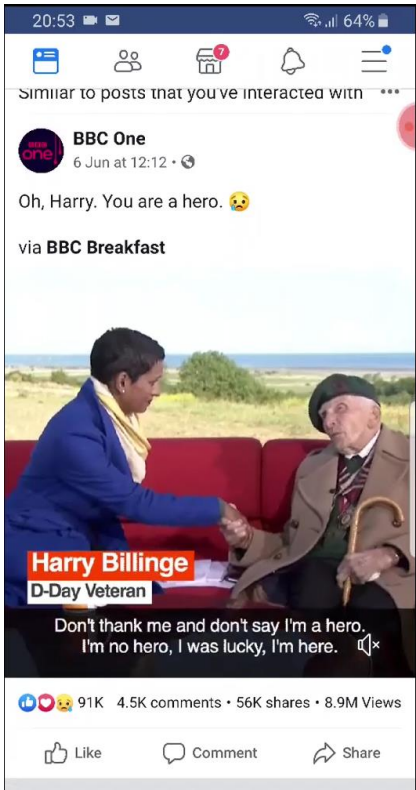 20:53
64%
7
Similar to posts that you've interacted with
BBC
one
BBC One
6 Jun at 12:12
Oh, Harry. You are a hero. 😢
via BBC Breakfast
Harry Billinge
D-Day Veteran
Don't thank me and don't say I'm a hero.
I'm no hero, I was lucky, I'm here.
91K 4.5K comments • 56K shares • 8.9M Views
Like Comment Share